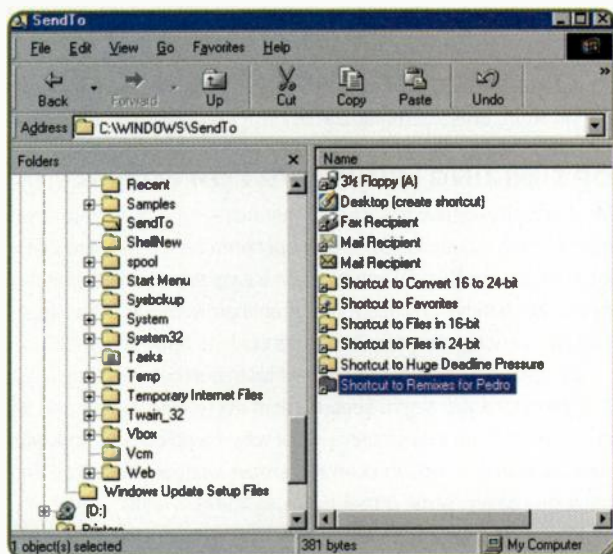 SendTo
File Edit View Go Favorites Help
Back Forward Up Cut Copy Paste Undo »
Address C:\WINDOWS\SendTo
Folders
Recent
Samples
SendTo
ShellNew
spool
Start Menu
Sysbckup
System
System32
Tasks
Temp
Temporary Internet Files
Twain_32
Vbox
Vcm
Web
Windows Update Setup Files
(D:)
Printers
Name
3½ Floppy (A)
Desktop (create shortcut)
Fax Recipient
Mail Recipient
Mail Recipient
Shortcut to Convert 16 to 24-bit
Shortcut to Favorites
Shortcut to Files in 16-bit
Shortcut to Files in 24-bit
Shortcut to Huge Deadline Pressure
Shortcut to Remixes for Pedro
1 object(s) selected 381 bytes My Computer